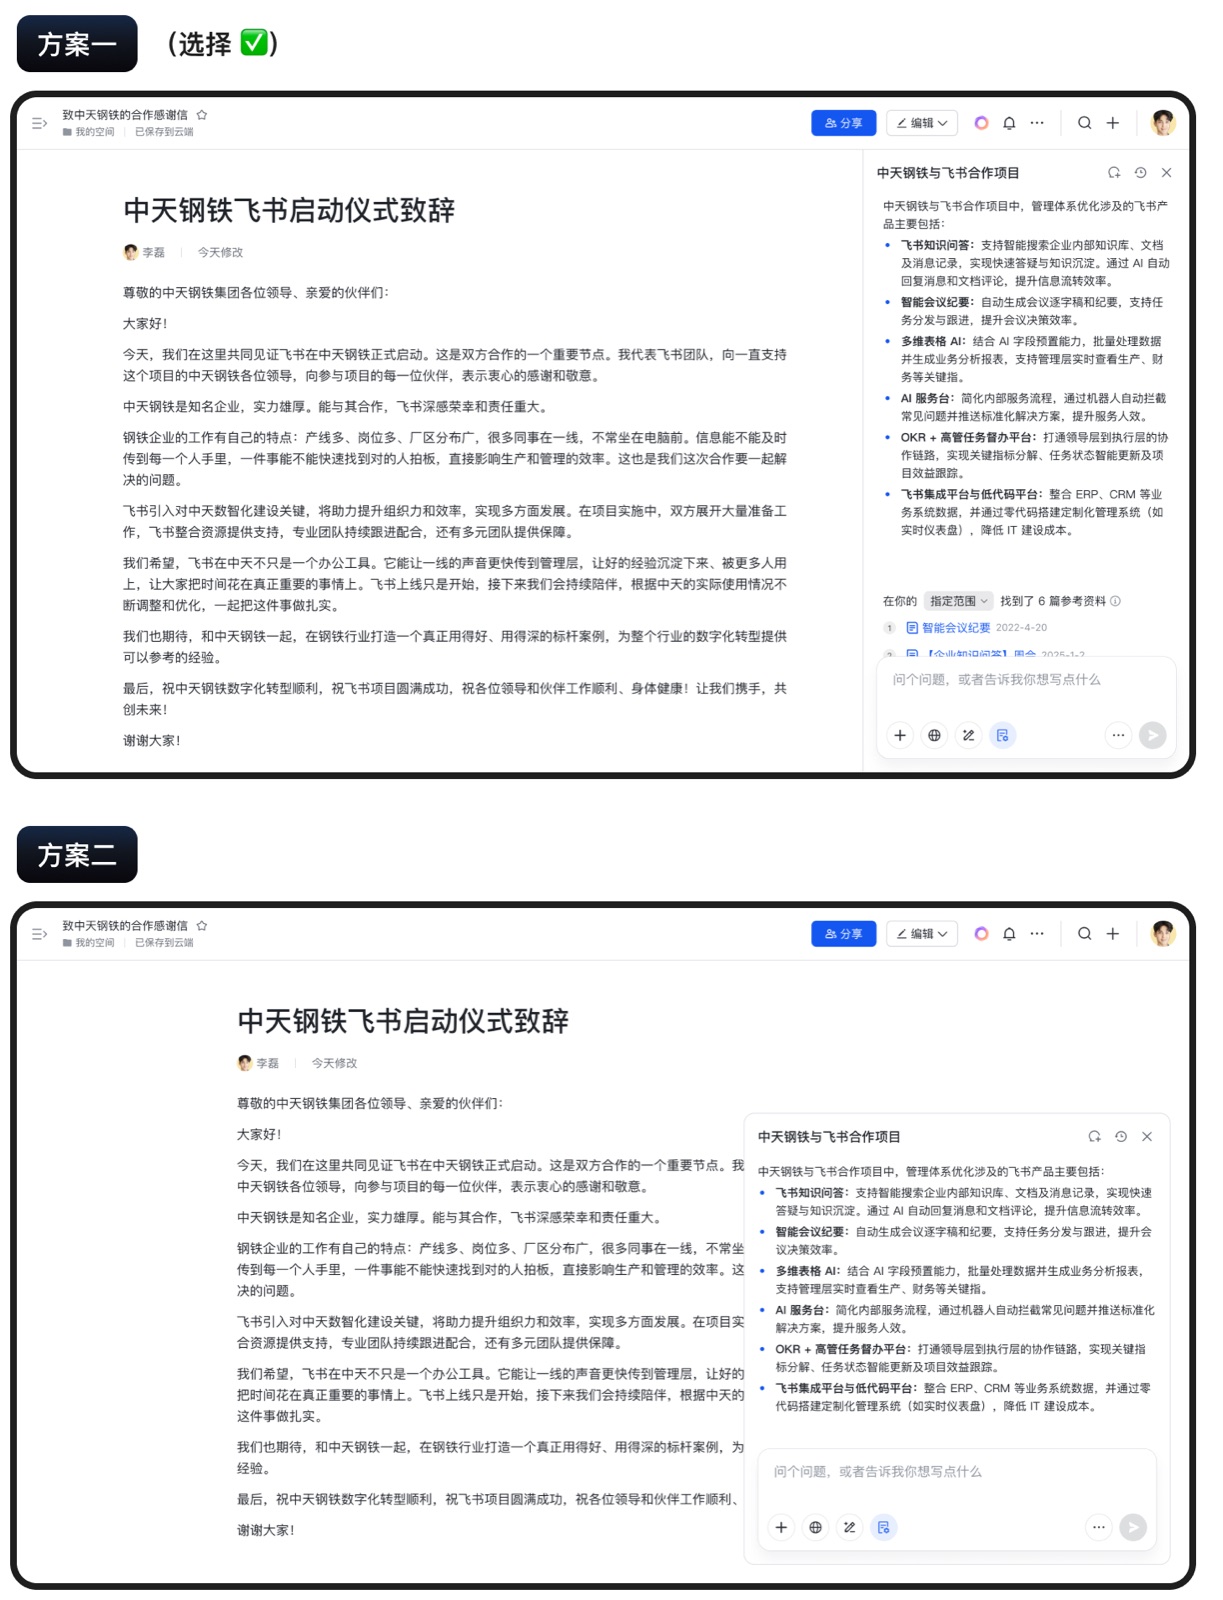 方案一 (选择 ✅)
致中天钢铁的合作感谢信
我的空间 已保存到云端
分享 编辑
中天钢铁飞书启动仪式致辞
李磊 今天修改
尊敬的中天钢铁集团各位领导、亲爱的伙伴们：
大家好！
今天，我们在这里共同见证飞书在中天钢铁正式启动。这是双方合作的一个重要节点。我代表飞书团队，向一直支持
这个项目的中天钢铁各位领导，向参与项目的每一位伙伴，表示衷心的感谢和敬意。
中天钢铁是知名企业，实力雄厚。能与其合作，飞书深感荣幸和责任重大。
钢铁企业的工作有自己的特点：产线多、岗位多、厂区分布广，很多同事在一线，不常坐在电脑前。信息能不能及时
传到每一个人手里，一件事能不能快速找到对的人拍板，直接影响生产和管理的效率。这也是我们这次合作要一起解
决的问题。
飞书引入对中天数智化建设关键，将助力提升组织力和效率，实现多方面发展。在项目实施中，双方展开大量准备工
作，飞书整合资源提供支持，专业团队持续跟进配合，还有多元团队提供保障。
我们希望，飞书在中天不只是一个办公工具。它能让一线的声音更快传到管理层，让好的经验沉淀下来、被更多人用
上，让大家把时间花在真正重要的事情上。飞书上线只是开始，接下来我们会持续陪伴，根据中天的实际使用情况不
断调整和优化，一起把这件事做扎实。
我们也期待，和中天钢铁一起，在钢铁行业打造一个真正用得好、用得深的标杆案例，为整个行业的数字化转型提供
可以参考的经验。
最后，祝中天钢铁数字化转型顺利，祝飞书项目圆满成功，祝各位领导和伙伴工作顺利、身体健康！让我们携手，共
创未来！
谢谢大家！
中天钢铁与飞书合作项目
中天钢铁与飞书合作项目中，管理体系优化涉及的飞书产
品主要包括：
• 飞书知识问答：支持智能搜索企业内部知识库、文档
及消息记录，实现快速答疑与知识沉淀。通过 AI 自动
回复消息和文档评论，提升信息流转效率。
• 智能会议纪要：自动生成会议逐字稿和纪要，支持任
务分发与跟进，提升会议决策效率。
• 多维表格 AI：结合 AI 字段预置能力，批量处理数据
并生成业务分析报表，支持管理层实时查看生产、财
务等关键指。
• AI 服务台：简化内部服务流程，通过机器人自动拦截
常见问题并推送标准化解决方案，提升服务人效。
• OKR + 高管任务督办平台：打通领导层到执行层的协
作链路，实现关键指标分解、任务状态智能更新及项
目效益跟踪。
• 飞书集成平台与低代码平台：整合 ERP、CRM 等业
务系统数据，并通过零代码搭建定制化管理系统（如
实时仪表盘），降低 IT 建设成本。
在你的 指定范围 找到了 6 篇参考资料
1 智能会议纪要 2022-4-20
2 【企业知识问答】周会 2025-1-2
问个问题，或者告诉我你想写点什么
方案二
致中天钢铁的合作感谢信
我的空间 已保存到云端
分享 编辑
中天钢铁飞书启动仪式致辞
李磊 今天修改
尊敬的中天钢铁集团各位领导、亲爱的伙伴们：
大家好！
今天，我们在这里共同见证飞书在中天钢铁正式启动。这是双方合作的一个重要节点。我
中天钢铁各位领导，向参与项目的每一位伙伴，表示衷心的感谢和敬意。
中天钢铁是知名企业，实力雄厚。能与其合作，飞书深感荣幸和责任重大。
钢铁企业的工作有自己的特点：产线多、岗位多、厂区分布广，很多同事在一线，不常坐
传到每一个人手里，一件事能不能快速找到对的人拍板，直接影响生产和管理的效率。这
决的问题。
飞书引入对中天数智化建设关键，将助力提升组织力和效率，实现多方面发展。在项目实
合资源提供支持，专业团队持续跟进配合，还有多元团队提供保障。
我们希望，飞书在中天不只是一个办公工具。它能让一线的声音更快传到管理层，让好的
把时间花在真正重要的事情上。飞书上线只是开始，接下来我们会持续陪伴，根据中天的
这件事做扎实。
我们也期待，和中天钢铁一起，在钢铁行业打造一个真正用得好、用得深的标杆案例，为
经验。
最后，祝中天钢铁数字化转型顺利，祝飞书项目圆满成功，祝各位领导和伙伴工作顺利、
谢谢大家！
中天钢铁与飞书合作项目
中天钢铁与飞书合作项目中，管理体系优化涉及的飞书产品主要包括：
• 飞书知识问答：支持智能搜索企业内部知识库、文档及消息记录，实现快速
答疑与知识沉淀。通过 AI 自动回复消息和文档评论，提升信息流转效率。
• 智能会议纪要：自动生成会议逐字稿和纪要，支持任务分发与跟进，提升会
议决策效率。
• 多维表格 AI：结合 AI 字段预置能力，批量处理数据并生成业务分析报表，
支持管理层实时查看生产、财务等关键指。
• AI 服务台：简化内部服务流程，通过机器人自动拦截常见问题并推送标准化
解决方案，提升服务人效。
• OKR + 高管任务督办平台：打通领导层到执行层的协作链路，实现关键指
标分解、任务状态智能更新及项目效益跟踪。
• 飞书集成平台与低代码平台：整合 ERP、CRM 等业务系统数据，并通过零
代码搭建定制化管理系统（如实时仪表盘），降低 IT 建设成本。
问个问题，或者告诉我你想写点什么